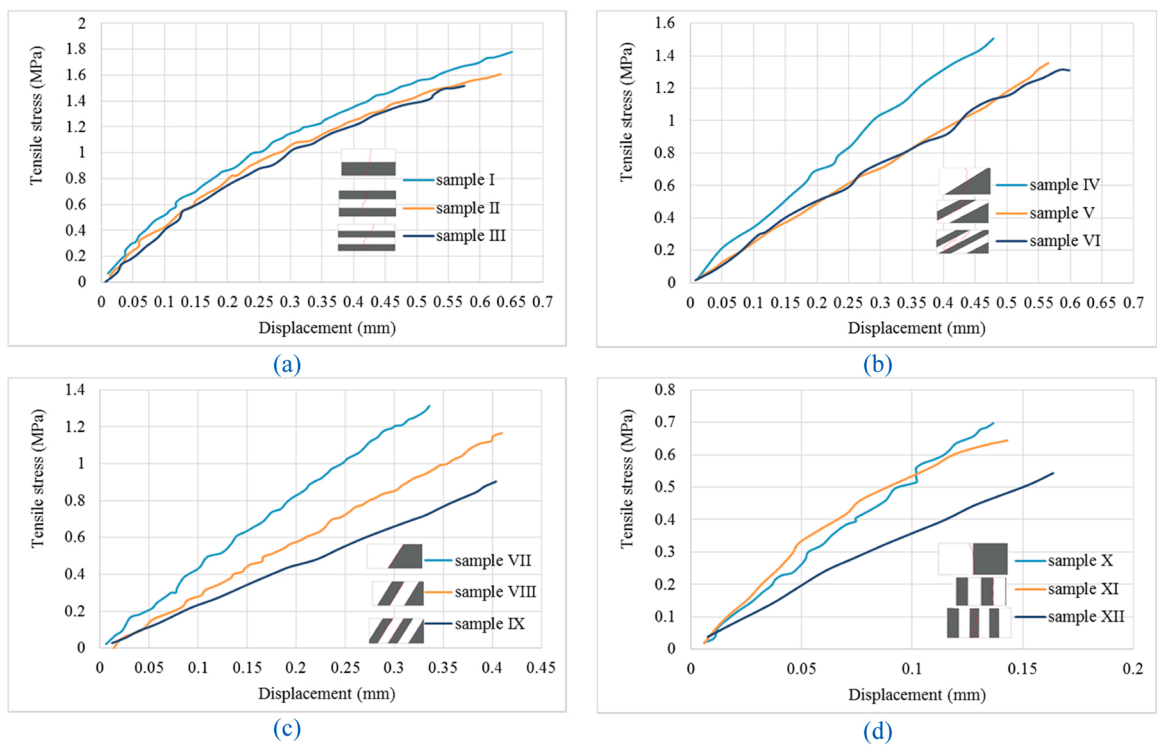 Tensile stress (MPa)
2
1.8
1.6
1.4
1.2
1
0.8
0.6
0.4
0.2
0
0 0.05 0.1 0.15 0.2 0.25 0.3 0.35 0.4 0.45 0.5 0.55 0.6 0.65 0.7
Displacement (mm)
sample I
sample II
sample III
(a)
Tensile stress (MPa)
1.6
1.4
1.2
1
0.8
0.6
0.4
0.2
0
0 0.05 0.1 0.15 0.2 0.25 0.3 0.35 0.4 0.45 0.5 0.55 0.6 0.65 0.7
Displacement (mm)
sample IV
sample V
sample VI
(b)
Tensile stress (MPa)
1.4
1.2
1
0.8
0.6
0.4
0.2
0
0 0.05 0.1 0.15 0.2 0.25 0.3 0.35 0.4 0.45
Displacement (mm)
sample VII
sample VIII
sample IX
(c)
Tensile stress (MPa)
0.8
0.7
0.6
0.5
0.4
0.3
0.2
0.1
0
0 0.05 0.1 0.15 0.2
Displacement (mm)
sample X
sample XI
sample XII
(d)